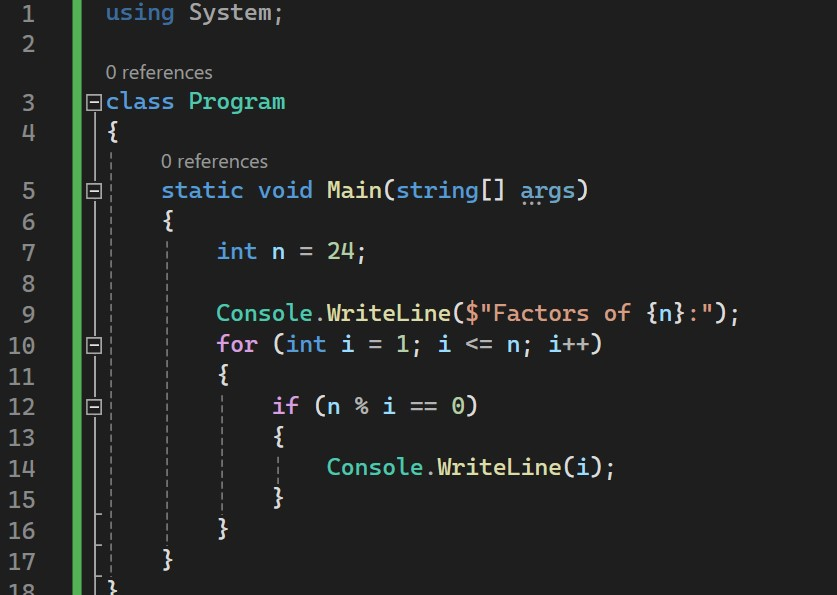 1 using System;
2
0 references
3 class Program
4 {
0 references
5 static void Main(string[] args)
6 {
7 int n = 24;
8
9 Console.WriteLine($"Factors of {n}:");
10 for (int i = 1; i <= n; i++)
11 {
12 if (n % i == 0)
13 {
14 Console.WriteLine(i);
15 }
16 }
17 }
18 }